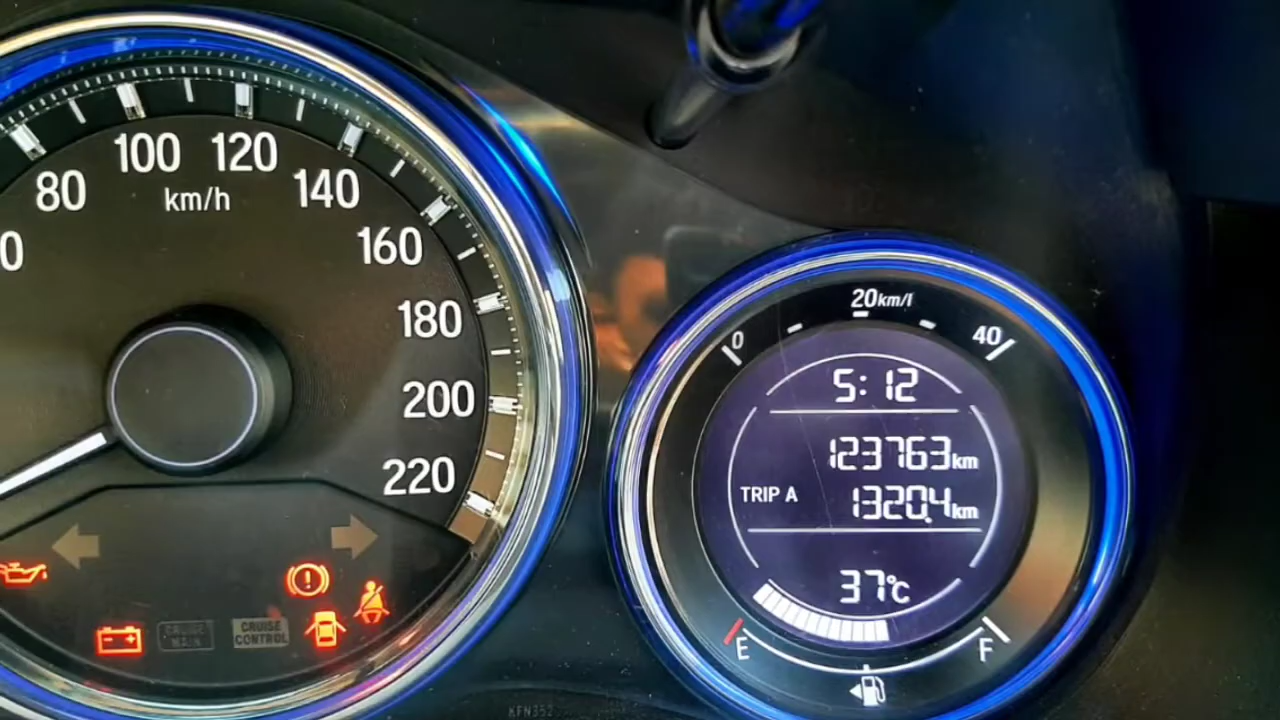 80
100
120
140
160
180
200
220
km/h
CRUISE MAIN
CRUISE CONTROL
0
20km/l
40
5:12
123763km
TRIP A 1320.4km
37°C
E
F
KFN352